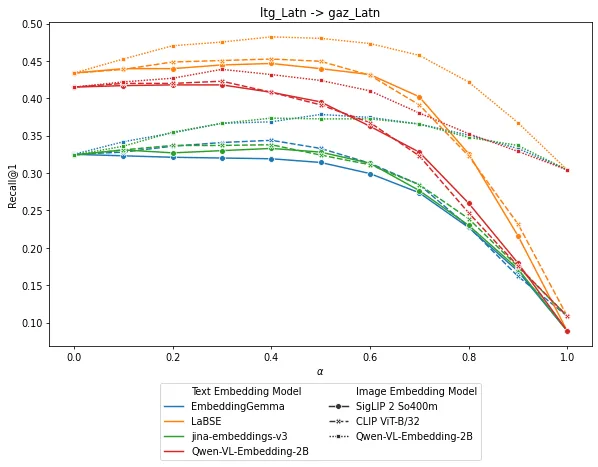 ltg_Latn -> gaz_Latn
Recall@1
0.50
0.45
0.40
0.35
0.30
0.25
0.20
0.15
0.10
0.0 0.2 0.4 0.6 0.8 1.0
α
Text Embedding Model
EmbeddingGemma
LaBSE
jina-embeddings-v3
Qwen-VL-Embedding-2B
Image Embedding Model
SigLIP 2 So400m
CLIP ViT-B/32
Qwen-VL-Embedding-2B